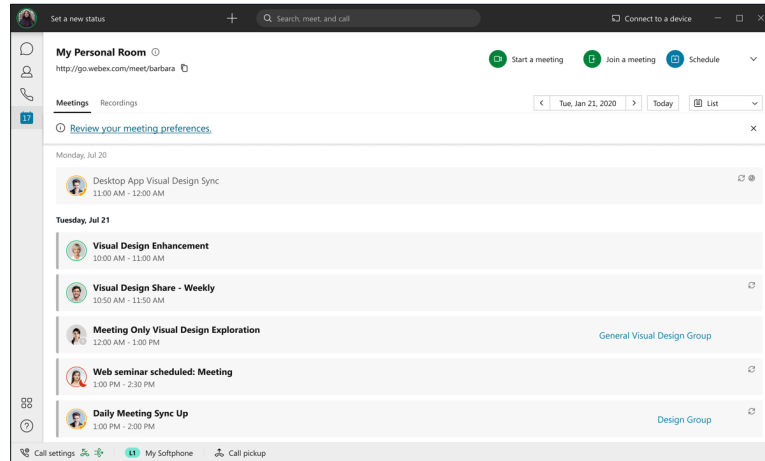 Set a new status
Search, meet, and call
Connect to a device
My Personal Room
http://go.webex.com/meet/barbara
Start a meeting
Join a meeting
Schedule
Meetings Recordings
Tue, Jan 21, 2020
Today
List
17
Review your meeting preferences.
Monday, Jul 20
Desktop App Visual Design Sync
11:00 AM - 12:00 AM
Tuesday, Jul 21
Visual Design Enhancement
10:00 AM - 11:00 AM
Visual Design Share - Weekly
10:50 AM - 11:50 AM
Meeting Only Visual Design Exploration
12:00 AM - 1:00 PM
General Visual Design Group
Web seminar scheduled: Meeting
1:00 PM - 2:30 PM
Daily Meeting Sync Up
1:00 PM - 2:00 PM
Design Group
Call settings
L1 My Softphone
Call pickup